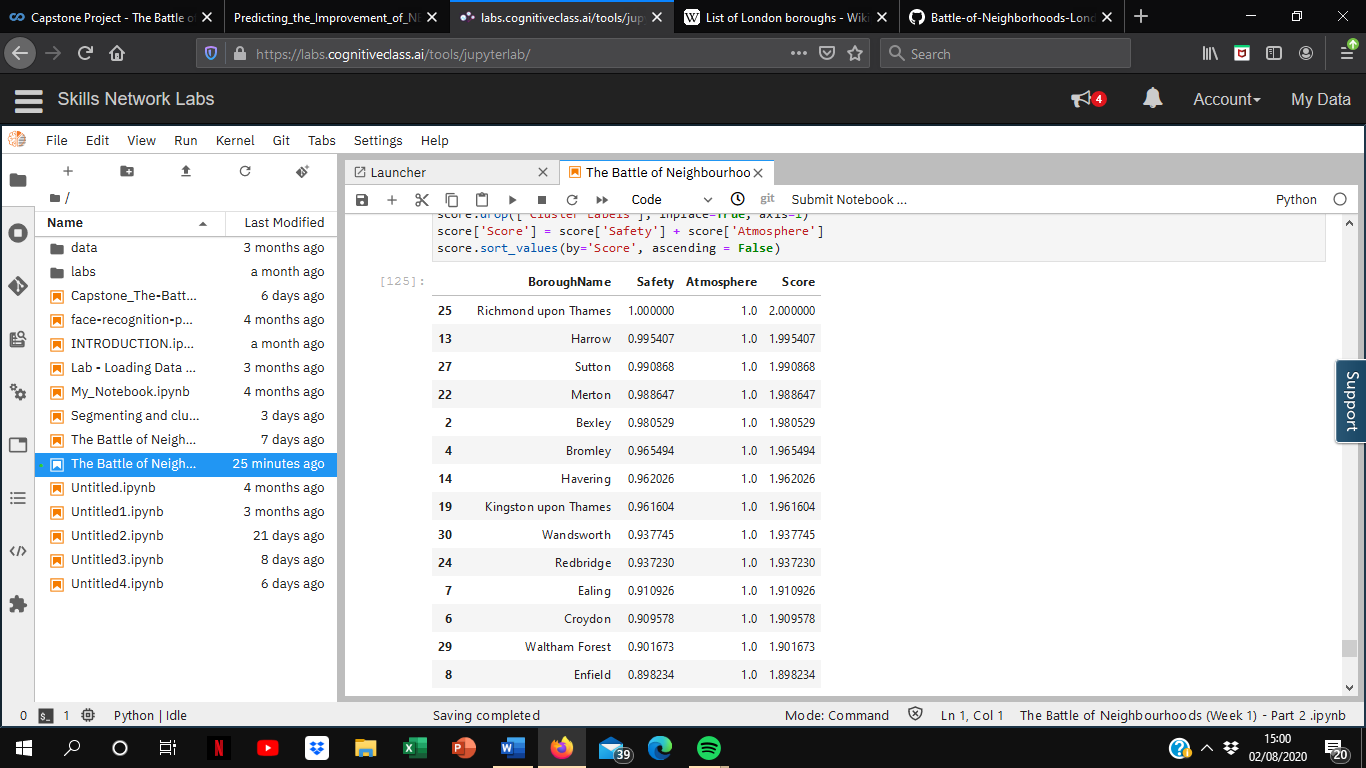 Capstone Project - The Battle of
Predicting_the_Improvement_of_NI
labs.cognitiveclass.ai/tools/jup
List of London boroughs - Wiki
Battle-of-Neighborhoods-Lond
https://labs.cognitiveclass.ai/tools/jupyterlab/
Search
Skills Network Labs
4
Account
My Data
File Edit View Run Kernel Git Tabs Settings Help
Launcher
The Battle of Neighbourhoo
/
Code
git
Submit Notebook ...
Python
Name
Last Modified
data 3 months ago
labs a month ago
Capstone_The-Batt... 6 days ago
face-recognition-p... 4 months ago
INTRODUCTION.ip... a month ago
Lab - Loading Data ... 3 months ago
My_Notebook.ipynb 4 months ago
Segmenting and clu... 3 days ago
The Battle of Neigh... 7 days ago
The Battle of Neigh... 25 minutes ago
Untitled.ipynb 4 months ago
Untitled1.ipynb 3 months ago
Untitled2.ipynb 21 days ago
Untitled3.ipynb 8 days ago
Untitled4.ipynb 6 days ago
score.drop(['Cluster Labels'], inplace=True, axis=1)
score['Score'] = score['Safety'] + score['Atmosphere']
score.sort_values(by='Score', ascending = False)
[125]:
BoroughName Safety Atmosphere Score
25 Richmond upon Thames 1.000000 1.0 2.000000
13 Harrow 0.995407 1.0 1.995407
27 Sutton 0.990868 1.0 1.990868
22 Merton 0.988647 1.0 1.988647
2 Bexley 0.980529 1.0 1.980529
4 Bromley 0.965494 1.0 1.965494
14 Havering 0.962026 1.0 1.962026
19 Kingston upon Thames 0.961604 1.0 1.961604
30 Wandsworth 0.937745 1.0 1.937745
24 Redbridge 0.937230 1.0 1.937230
7 Ealing 0.910926 1.0 1.910926
6 Croydon 0.909578 1.0 1.909578
29 Waltham Forest 0.901673 1.0 1.901673
8 Enfield 0.898234 1.0 1.898234
Support
0 1 Python | Idle
Saving completed
Mode: Command
Ln 1, Col 1
The Battle of Neighbourhoods (Week 1) - Part 2 .ipynb
39
15:00
02/08/2020
20